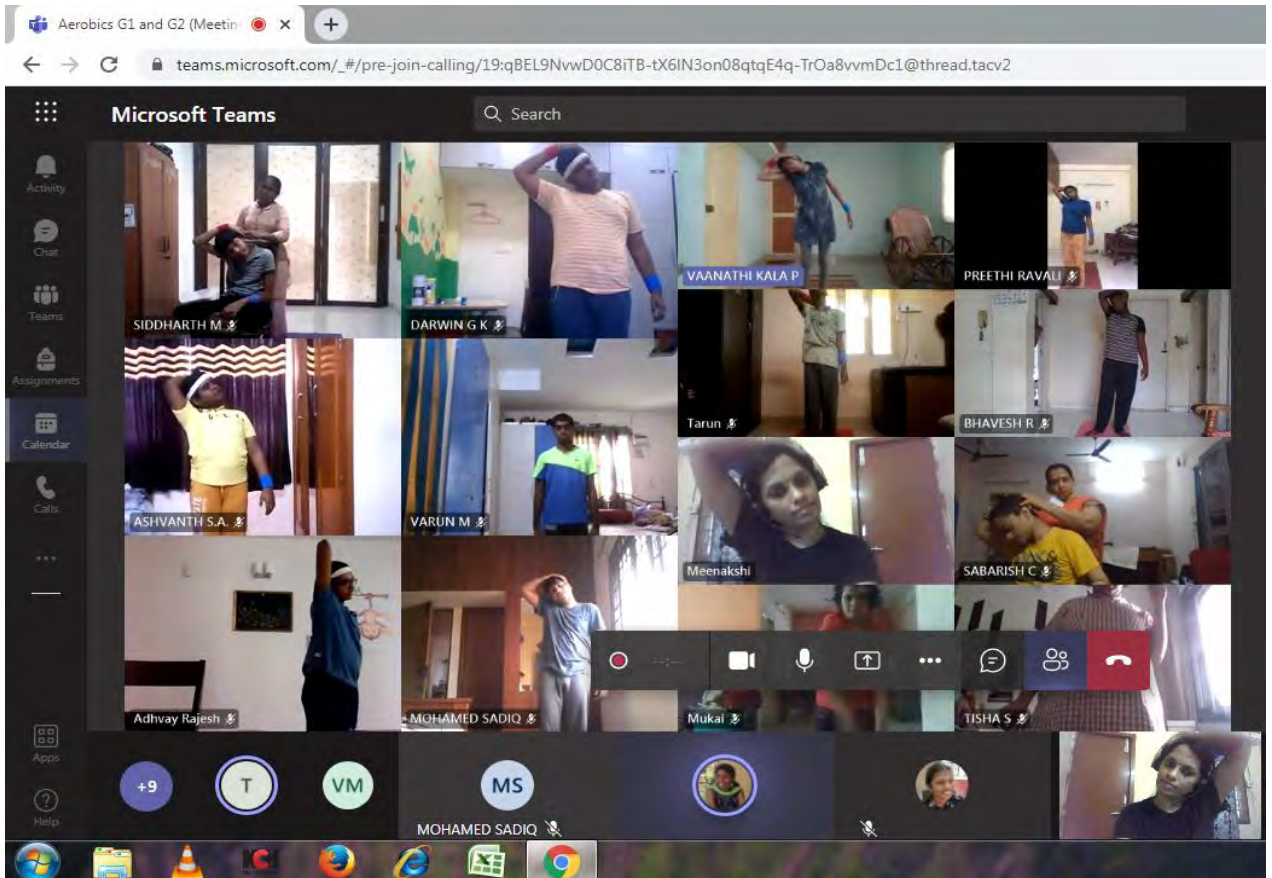 Aerobics G1 and G2 (Meetin
teams.microsoft.com/_#/pre-join-calling/19:qBEL9NvwD0C8iTB-tX6IN3on08qtqE4q-TrOa8vvmDc1@thread.tacv2
Microsoft Teams
Search
Activity
Chat
Teams
Assignments
Calendar
Calls
Apps
Help
SIDDHARTH M
DARWIN G K
VAANATHI KALA P
PREETHI RAVALI
Tarun
BHAVESH R
ASHVANTH S.A.
VARUN M
Meenakshi
SABARISH C
Adhvay Rajesh
MOHAMED SADIQ
Mukai
TISHA S
+9
T
VM
MS
MOHAMED SADIQ